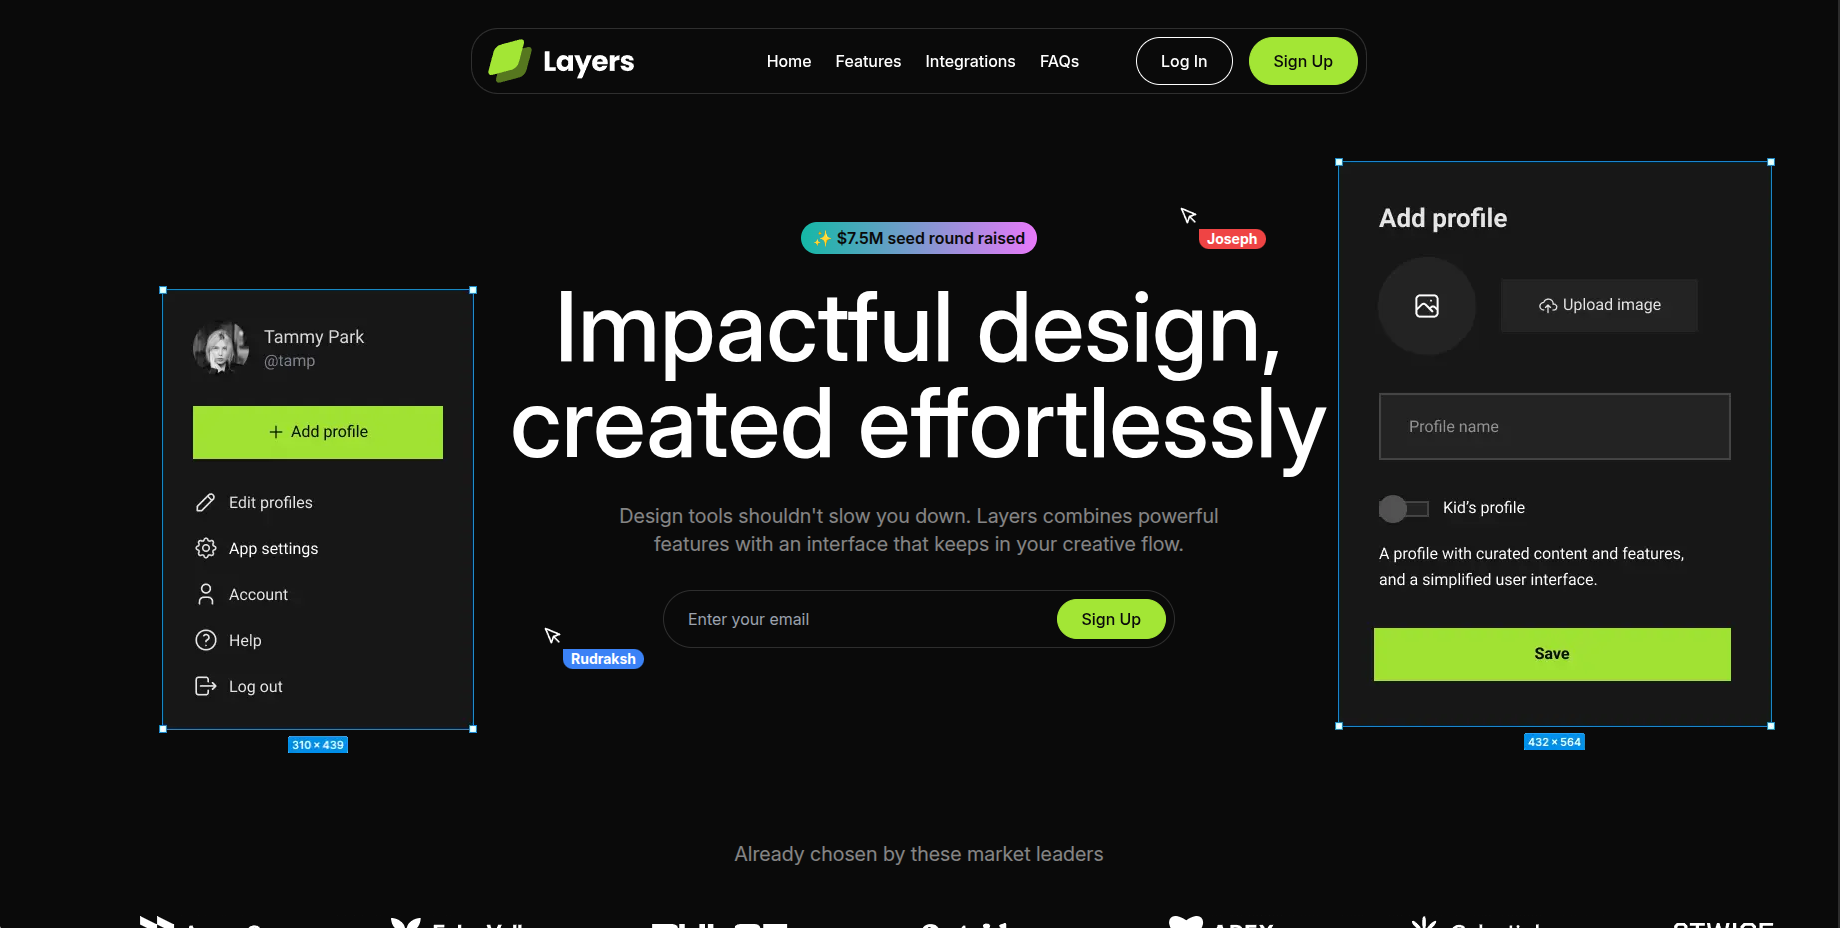 Layers
Home
Features
Integrations
FAQs
Log In
Sign Up
✨ $7.5M seed round raised
Joseph
Impactful design,
created effortlessly
Design tools shouldn't slow you down. Layers combines powerful
features with an interface that keeps in your creative flow.
Enter your email
Sign Up
Rudraksh
Tammy Park
@tamp
+ Add profile
Edit profiles
App settings
Account
Help
Log out
310 × 439
Add profile
Upload image
Profile name
Kid's profile
A profile with curated content and features,
and a simplified user interface.
Save
432 × 564
Already chosen by these market leaders
APEX